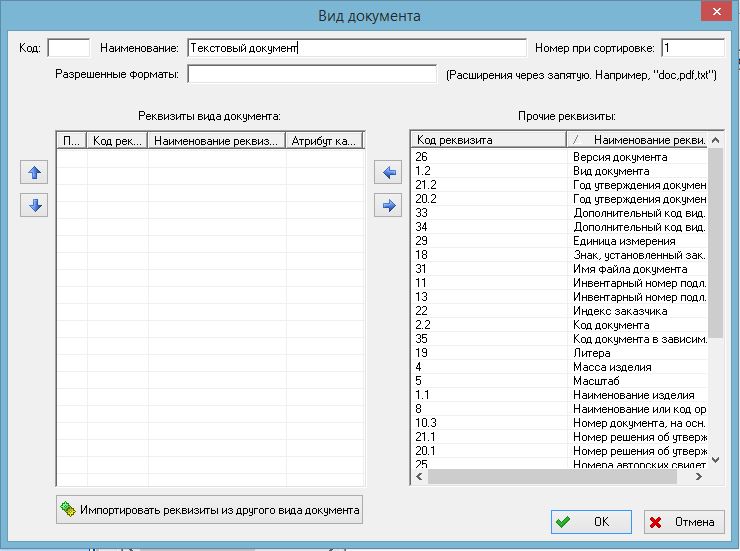 Вид документа
Код: Наименование: Текстовый документ Номер при сортировке: 1
Разрешенные форматы: (Расширения через запятую. Например, "doc,pdf,txt")
Реквизиты вида документа:
П... Код рек... Наименование реквиз... Атрибут ка...
Импортировать реквизиты из другого вида документа
Прочие реквизиты:
Код реквизита / Наименование рекви.
26 Версия документа
1.2 Вид документа
21.2 Год утверждения докумен
20.2 Год утверждения докумен
33 Дополнительный код вид.
34 Дополнительный код вид.
29 Единица измерения
18 Знак, установленный зак.
31 Имя файла документа
11 Инвентарный номер подл.
13 Инвентарный номер подл.
22 Индекс заказчика
2.2 Код документа
35 Код документа в зависим.
19 Литера
4 Масса изделия
5 Масштаб
1.1 Наименование изделия
8 Наименование или код ор
10.3 Номер документа, на осн.
21.1 Номер решения об утверж
20.1 Номер решения об утверж
25 Номера авторских свидет
OK Отмена